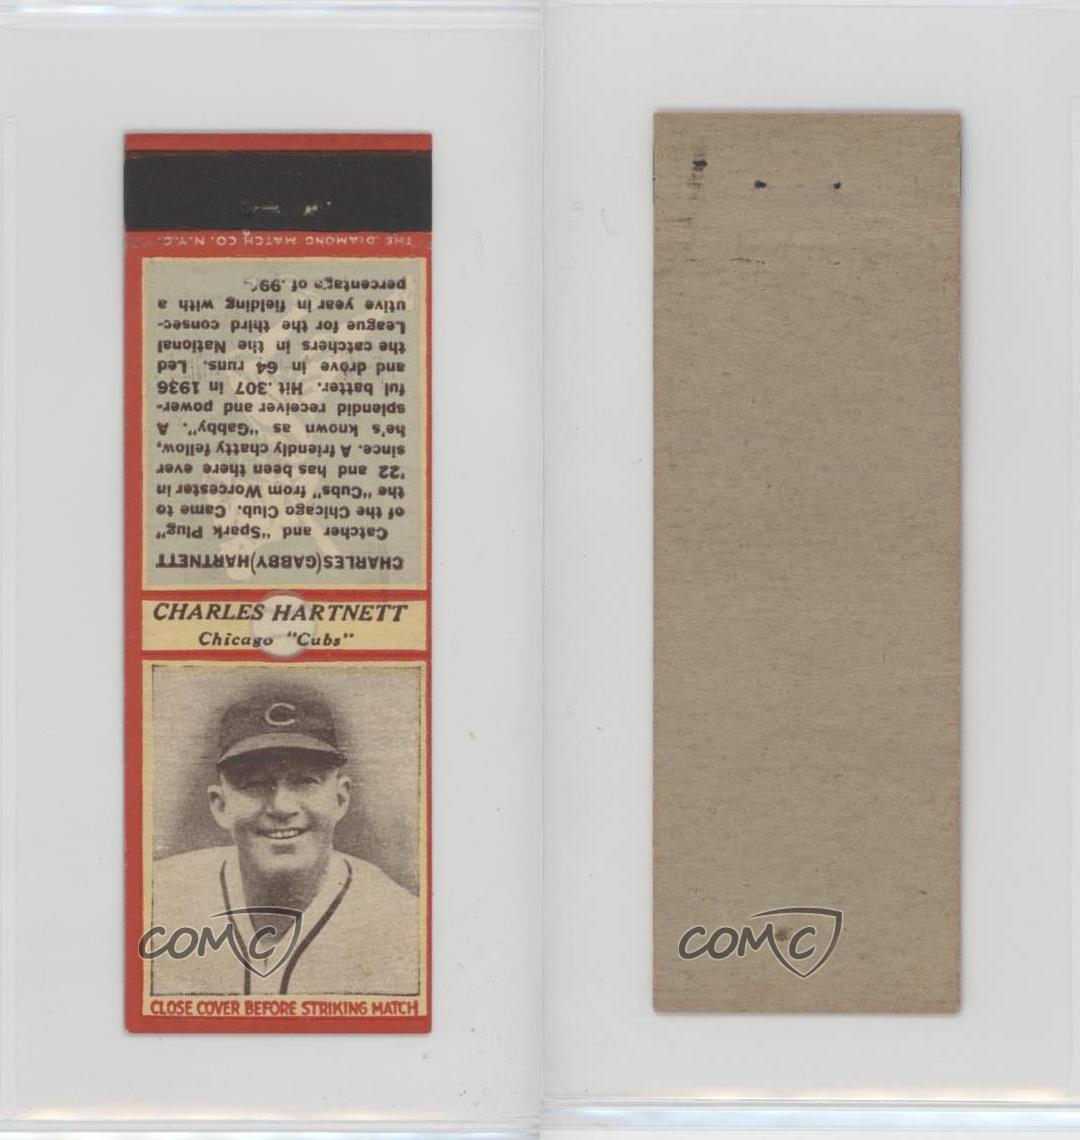 THE DIAMOND MATCH CO. N.Y.C.
CHARLES (GABBY) HARTNETT
Catcher and "Spark Plug"
of the Chicago Club. Came to
the "Cubs" from Worcester in
'22 and has been there ever
since. A friendly chatty fellow,
he's known as "Gabby". A
splendid receiver and power-
ful batter. Hit .307 in 1936
and drove in 64 runs. Led
the catchers in the National
League for the third consec-
utive year in fielding with a
percentage of
CHARLES HARTNETT
Chicago "Cubs"
C
CLOSE COVER BEFORE STRIKING MATCH
COMC
COMC